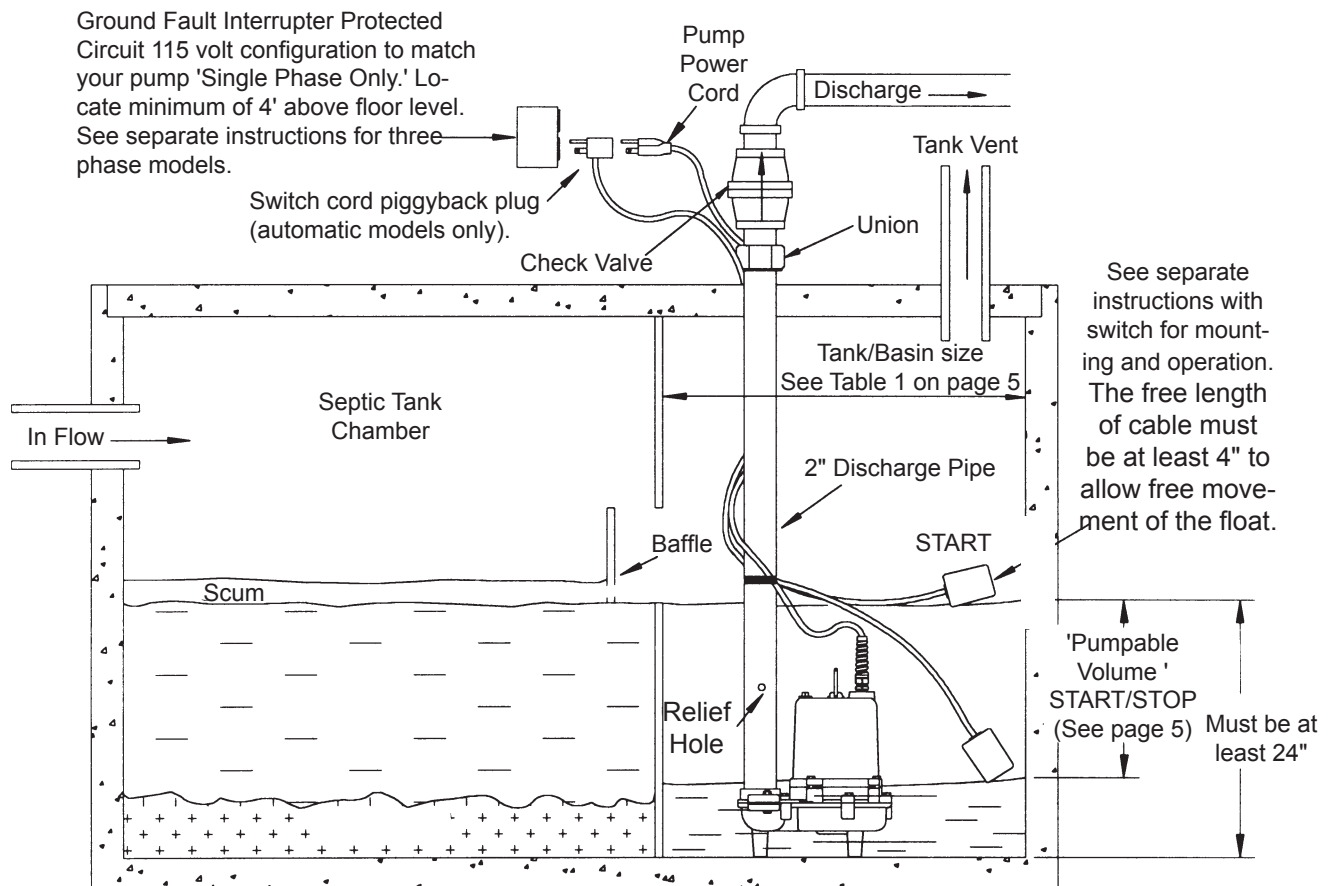 Ground Fault Interrupter Protected
Circuit 115 volt configuration to match
your pump 'Single Phase Only.' Lo-
cate minimum of 4' above floor level.
See separate instructions for three
phase models.
Pump
Power
Cord
Discharge
Tank Vent
Switch cord piggyback plug
(automatic models only).
Union
Check Valve
See separate
instructions with
switch for mount-
ing and operation.
The free length
of cable must
be at least 4" to
allow free move-
ment of the float.
Tank/Basin size
See Table 1 on page 5
Septic Tank
Chamber
In Flow
2" Discharge Pipe
Baffle
START
Scum
'Pumpable
Volume '
START/STOP
(See page 5)
Must be at
least 24"
Relief
Hole